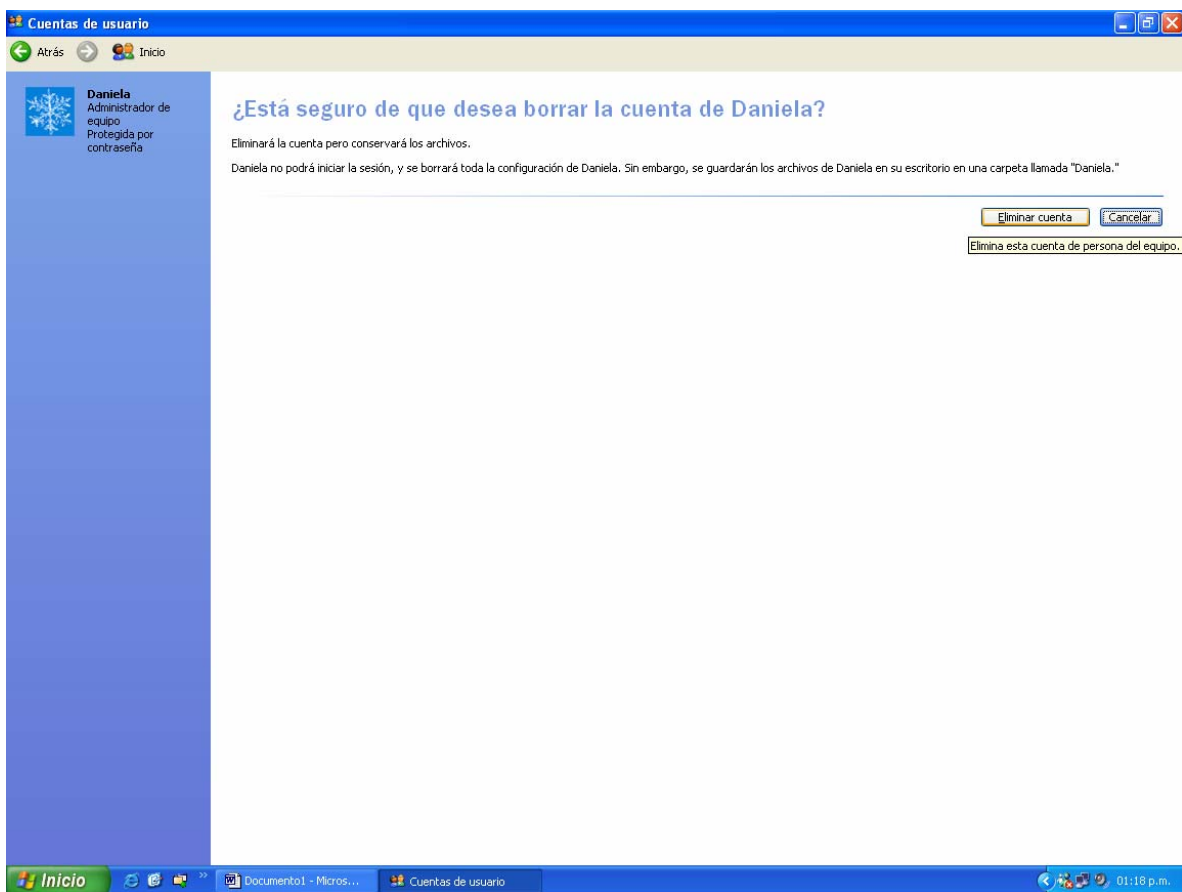 Cuentas de usuario
Atrás Inicio
Daniela
Administrador de
equipo
Protegida por
contraseña
¿Está seguro de que desea borrar la cuenta de Daniela?
Eliminará la cuenta pero conservará los archivos.
Daniela no podrá iniciar la sesión, y se borrará toda la configuración de Daniela. Sin embargo, se guardarán los archivos de Daniela en su escritorio en una carpeta llamada "Daniela."
Eliminar cuenta Cancelar
Elimina esta cuenta de persona del equipo.
Inicio » Documento1 - Micros... Cuentas de usuario 01:18 p.m.